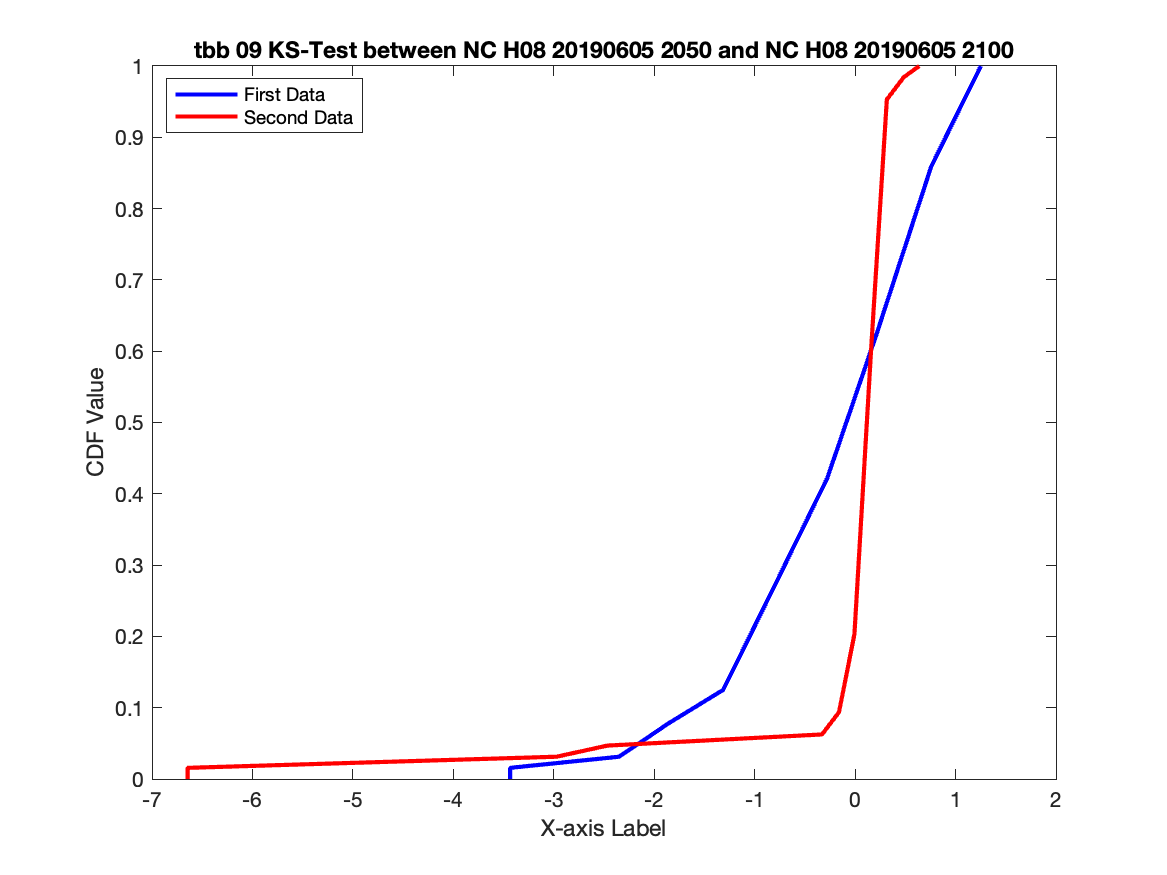 tbb 09 KS-Test between NC H08 20190605 2050 and NC H08 20190605 2100
First Data
Second Data
1
0.9
0.8
0.7
0.6
0.5
0.4
0.3
0.2
0.1
0
CDF Value
-7 -6 -5 -4 -3 -2 -1 0 1 2
X-axis Label